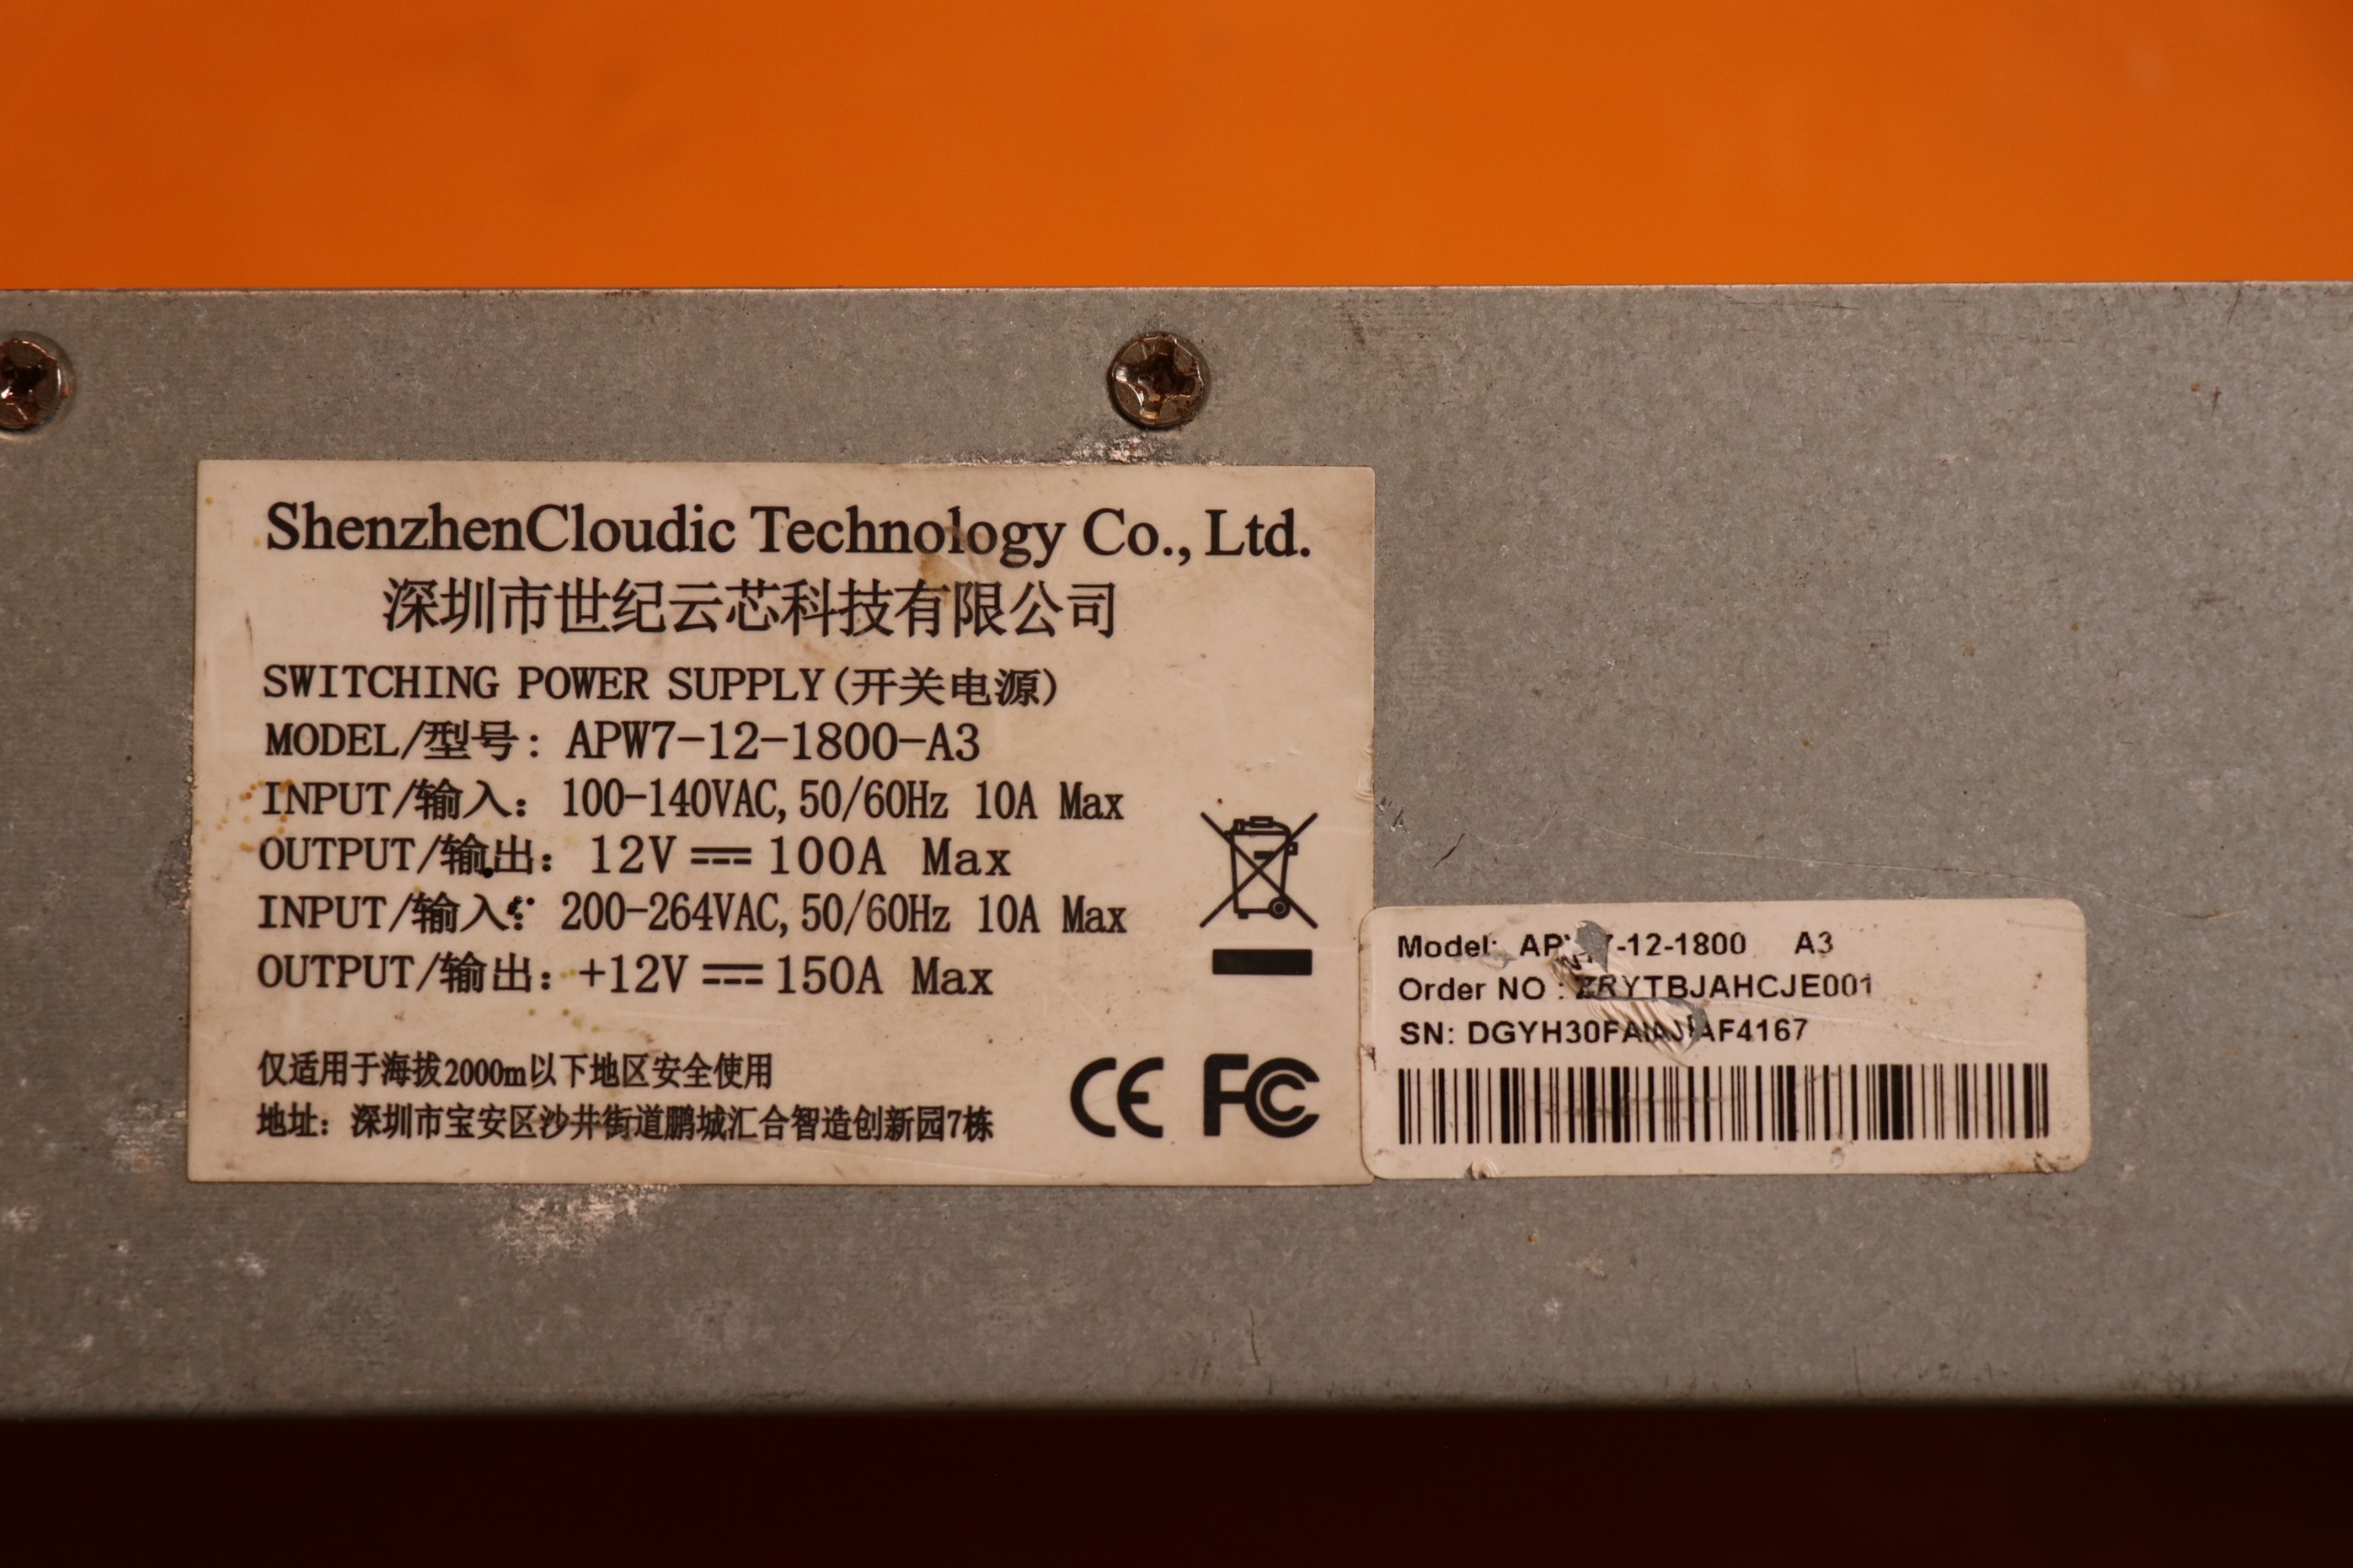 ShenzhenCloudic Technology Co., Ltd.
深圳市世纪云芯科技有限公司
SWITCHING POWER SUPPLY(开关电源)
MODEL/型号: APW7-12-1800-A3
INPUT/输入: 100-140VAC, 50/60Hz 10A Max
OUTPUT/输出: 12V ⎓ 100A Max
INPUT/输入: 200-264VAC, 50/60Hz 10A Max
OUTPUT/输出: +12V ⎓ 150A Max
仅适用于海拔2000m以下地区安全使用
地址: 深圳市宝安区沙井街道鹏城汇合智造创新园7栋
CE FC
Model: APW7-12-1800 A3
Order NO :
SN: